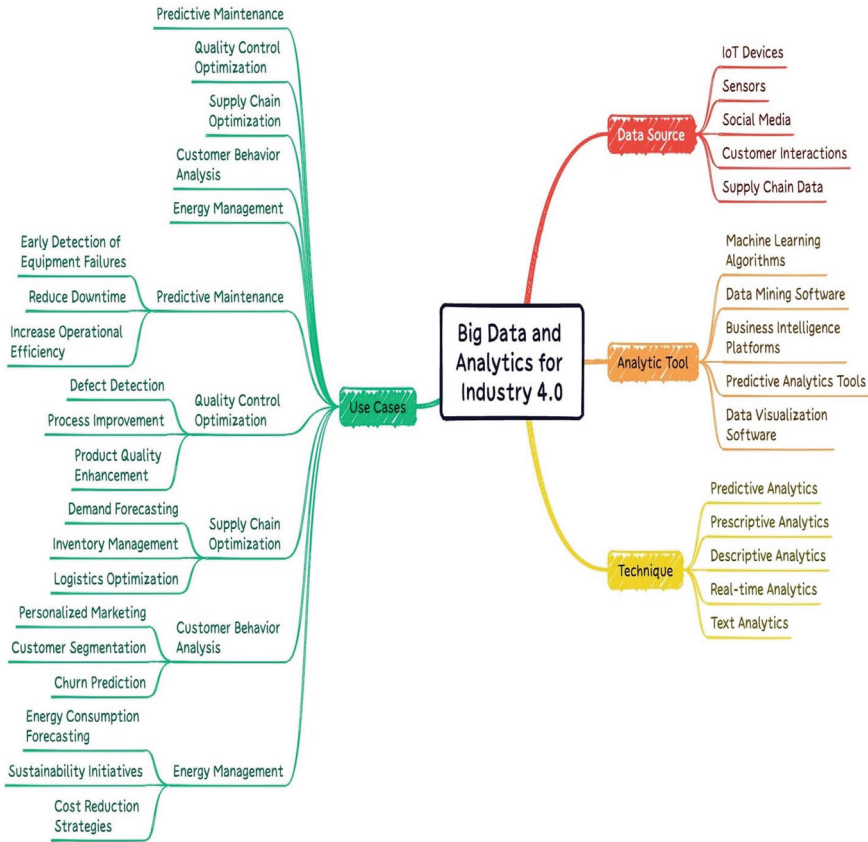 Big Data and
Analytics for
Industry 4.0
Data Source
IoT Devices
Sensors
Social Media
Customer Interactions
Supply Chain Data
Analytic Tool
Machine Learning
Algorithms
Data Mining Software
Business Intelligence
Platforms
Predictive Analytics Tools
Data Visualization
Software
Technique
Predictive Analytics
Prescriptive Analytics
Descriptive Analytics
Real-time Analytics
Text Analytics
Use Cases
Predictive Maintenance
Quality Control
Optimization
Supply Chain
Optimization
Customer Behavior
Analysis
Energy Management
Predictive Maintenance
Early Detection of
Equipment Failures
Reduce Downtime
Increase Operational
Efficiency
Quality Control
Optimization
Defect Detection
Process Improvement
Product Quality
Enhancement
Supply Chain
Optimization
Demand Forecasting
Inventory Management
Logistics Optimization
Customer Behavior
Analysis
Personalized Marketing
Customer Segmentation
Churn Prediction
Energy Management
Energy Consumption
Forecasting
Sustainability Initiatives
Cost Reduction
Strategies